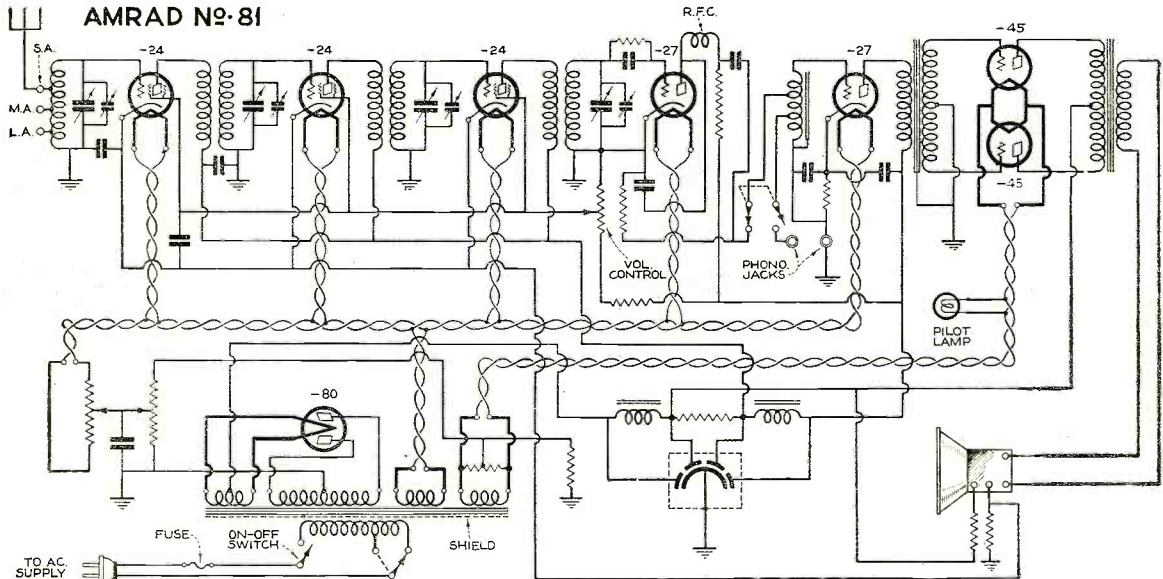 AMRAD Nº·81
S.A.
M.A.
L.A.
-24
-24
-24
-27
R.F.C.
-27
-45
-45
VOL. CONTROL
PHONO. JACKS
PILOT LAMP
-80
FUSE
ON-OFF SWITCH
SHIELD
TO A.C. SUPPLY